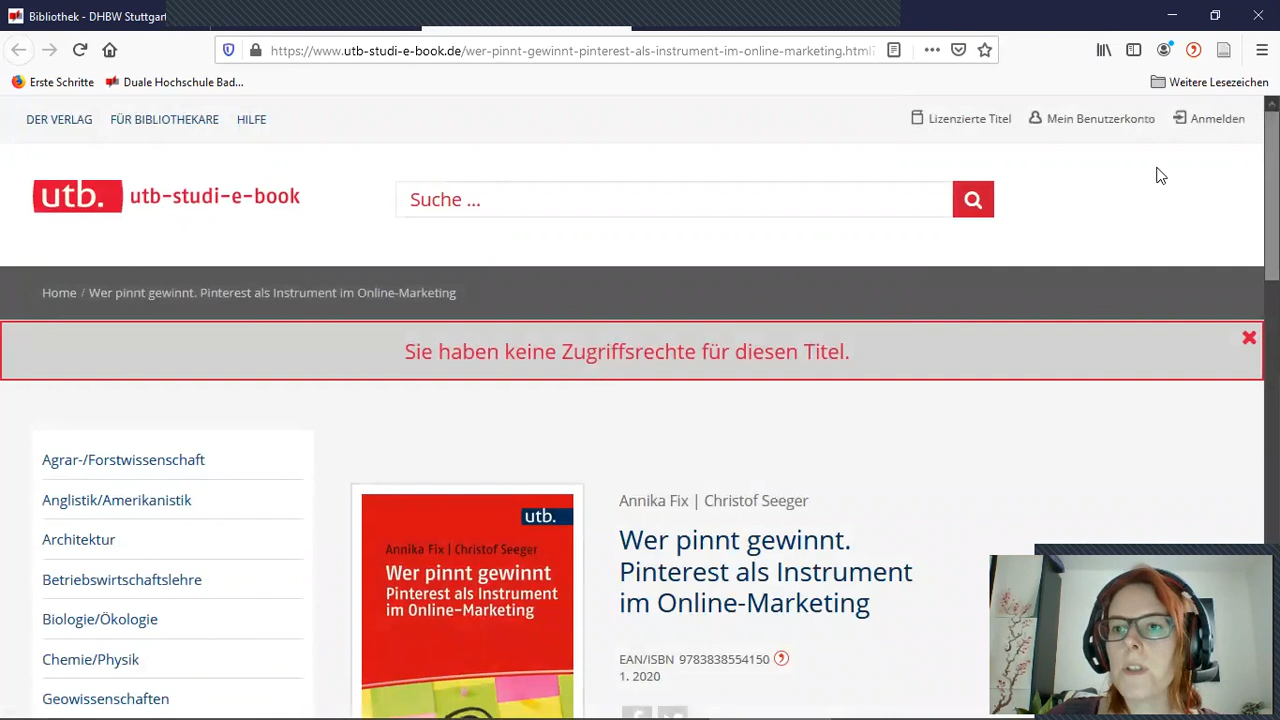 Bibliothek - DHBW Stuttgart
https://www.utb-studi-e-book.de/wer-pinnt-gewinnt-pinterest-als-instrument-im-online-marketing.html?
Erste Schritte
Duale Hochschule Bad...
Weitere Lesezeichen
DER VERLAG
FÜR BIBLIOTHEKARE
HILFE
Lizenzierte Titel
Mein Benutzerkonto
Anmelden
utb. utb-studi-e-book
Suche ...
Home / Wer pinnt gewinnt. Pinterest als Instrument im Online-Marketing
Sie haben keine Zugriffsrechte für diesen Titel.
Agrar-/Forstwissenschaft
Anglistik/Amerikanistik
Architektur
Betriebswirtschaftslehre
Biologie/Ökologie
Chemie/Physik
Geowissenschaften
utb.
Annika Fix | Christof Seeger
Wer pinnt gewinnt
Pinterest als Instrument
im Online-Marketing
Annika Fix | Christof Seeger
Wer pinnt gewinnt.
Pinterest als Instrument
im Online-Marketing
EAN/ISBN 9783838554150
1. 2020